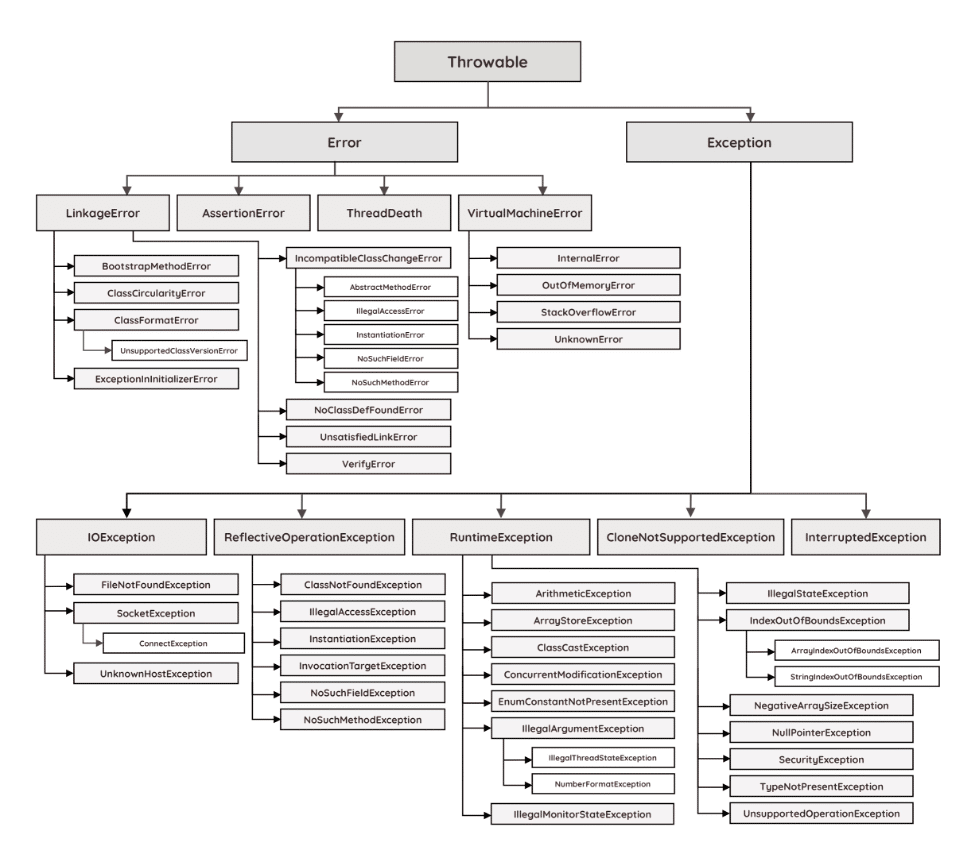 Throwable
Error
Exception
LinkageError
AssertionError
ThreadDeath
VirtualMachineError
BootstrapMethodError
ClassCircularityError
ClassFormatError
UnsupportedClassVersionError
ExceptionInInitializerError
IncompatibleClassChangeError
AbstractMethodError
IllegalAccessError
InstantiationError
NoSuchFieldError
NoSuchMethodError
NoClassDefFoundError
UnsatisfiedLinkError
VerifyError
InternalError
OutOfMemoryError
StackOverflowError
UnknownError
IOException
ReflectiveOperationException
RuntimeException
CloneNotSupportedException
InterruptedException
FileNotFoundException
SocketException
ConnectException
UnknownHostException
ClassNotFoundException
IllegalAccessException
InstantiationException
InvocationTargetException
NoSuchFieldException
NoSuchMethodException
ArithmeticException
ArrayStoreException
ClassCastException
ConcurrentModificationException
EnumConstantNotPresentException
IllegalArgumentException
IllegalThreadStateException
NumberFormatException
IllegalMonitorStateException
IllegalStateException
IndexOutOfBoundsException
ArrayIndexOutOfBoundsException
StringIndexOutOfBoundsException
NegativeArraySizeException
NullPointerException
SecurityException
TypeNotPresentException
UnsupportedOperationException